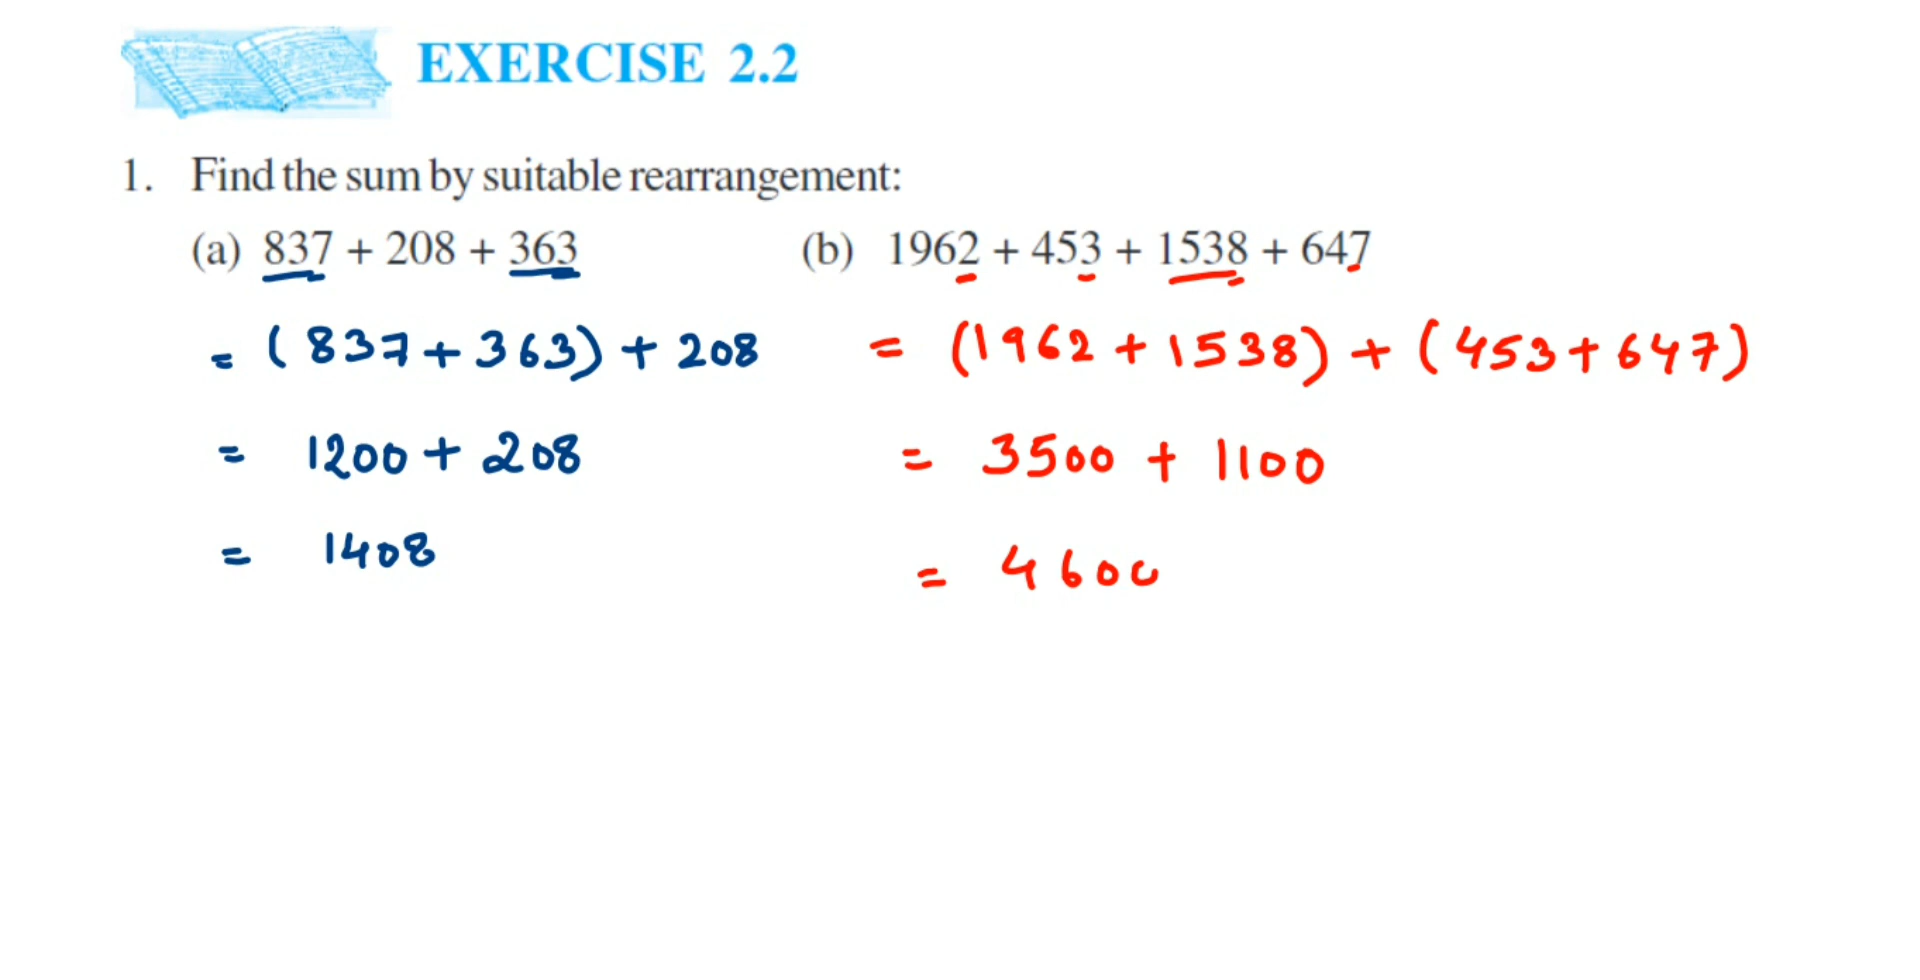 EXERCISE 2.2
1. Find the sum by suitable rearrangement:
(a) 837 + 208 + 363
(b) 1962 + 453 + 1538 + 647
= (837+363) + 208
= (1962 + 1538) + (453+647)
= 1200 + 208
= 3500 + 1100
= 1408
= 4600